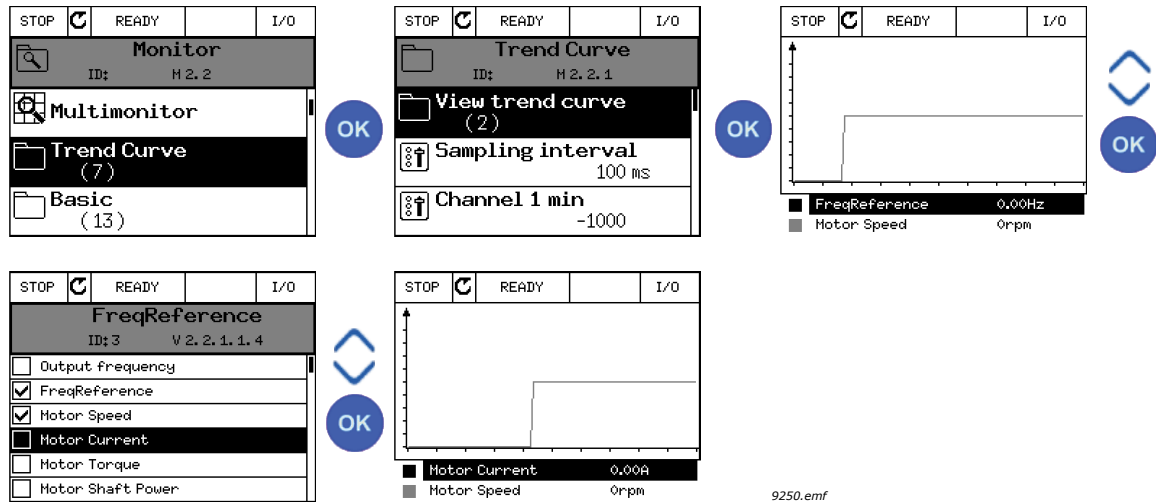 STOP READY I/O
Monitor
ID: M2.2
Multimonitor
Trend Curve
(7)
Basic
(13)
OK
STOP READY I/O
Trend Curve
ID: M2.2.1
View trend curve
(2)
Sampling interval
100 ms
Channel 1 min
-1000
OK
STOP READY I/O
FreqReference 0.00Hz
Motor Speed 0rpm
OK
STOP READY I/O
FreqReference
ID:3 V2.2.1.1.4
Output frequency
FreqReference
Motor Speed
Motor Current
Motor Torque
Motor Shaft Power
OK
STOP READY I/O
Motor Current 0.00A
Motor Speed 0rpm
9250.emf